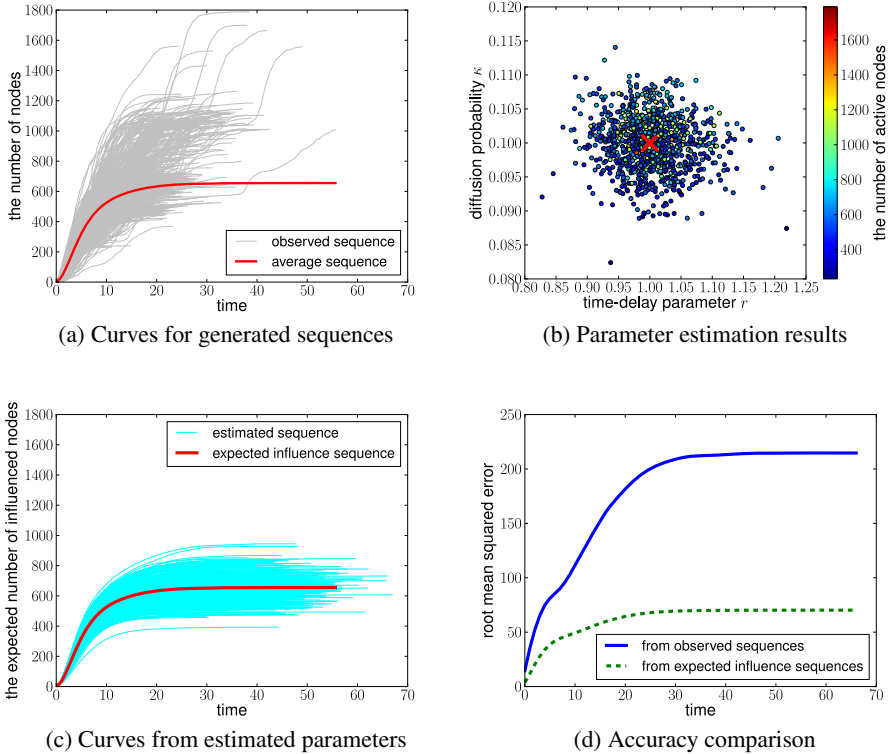 1800
1600
1400
1200
1000
800
600
400
200
0
the number of nodes
0 10 20 30 40 50 60 70
time
observed sequence
average sequence
(a) Curves for generated sequences
0.120
0.115
0.110
0.105
0.100
0.095
0.090
0.085
0.080
diffusion probability κ
0.80 0.85 0.90 0.95 1.00 1.05 1.10 1.15 1.20 1.25
time-delay parameter r
1600
1400
1200
1000
800
600
400
the number of active nodes
(b) Parameter estimation results
1800
1600
1400
1200
1000
800
600
400
200
0
the expected number of influenced nodes
0 10 20 30 40 50 60 70
time
estimated sequence
expected influence sequence
(c) Curves from estimated parameters
250
200
150
100
50
0
root mean squared error
0 10 20 30 40 50 60 70
time
from observed sequences
from expected influence sequences
(d) Accuracy comparison